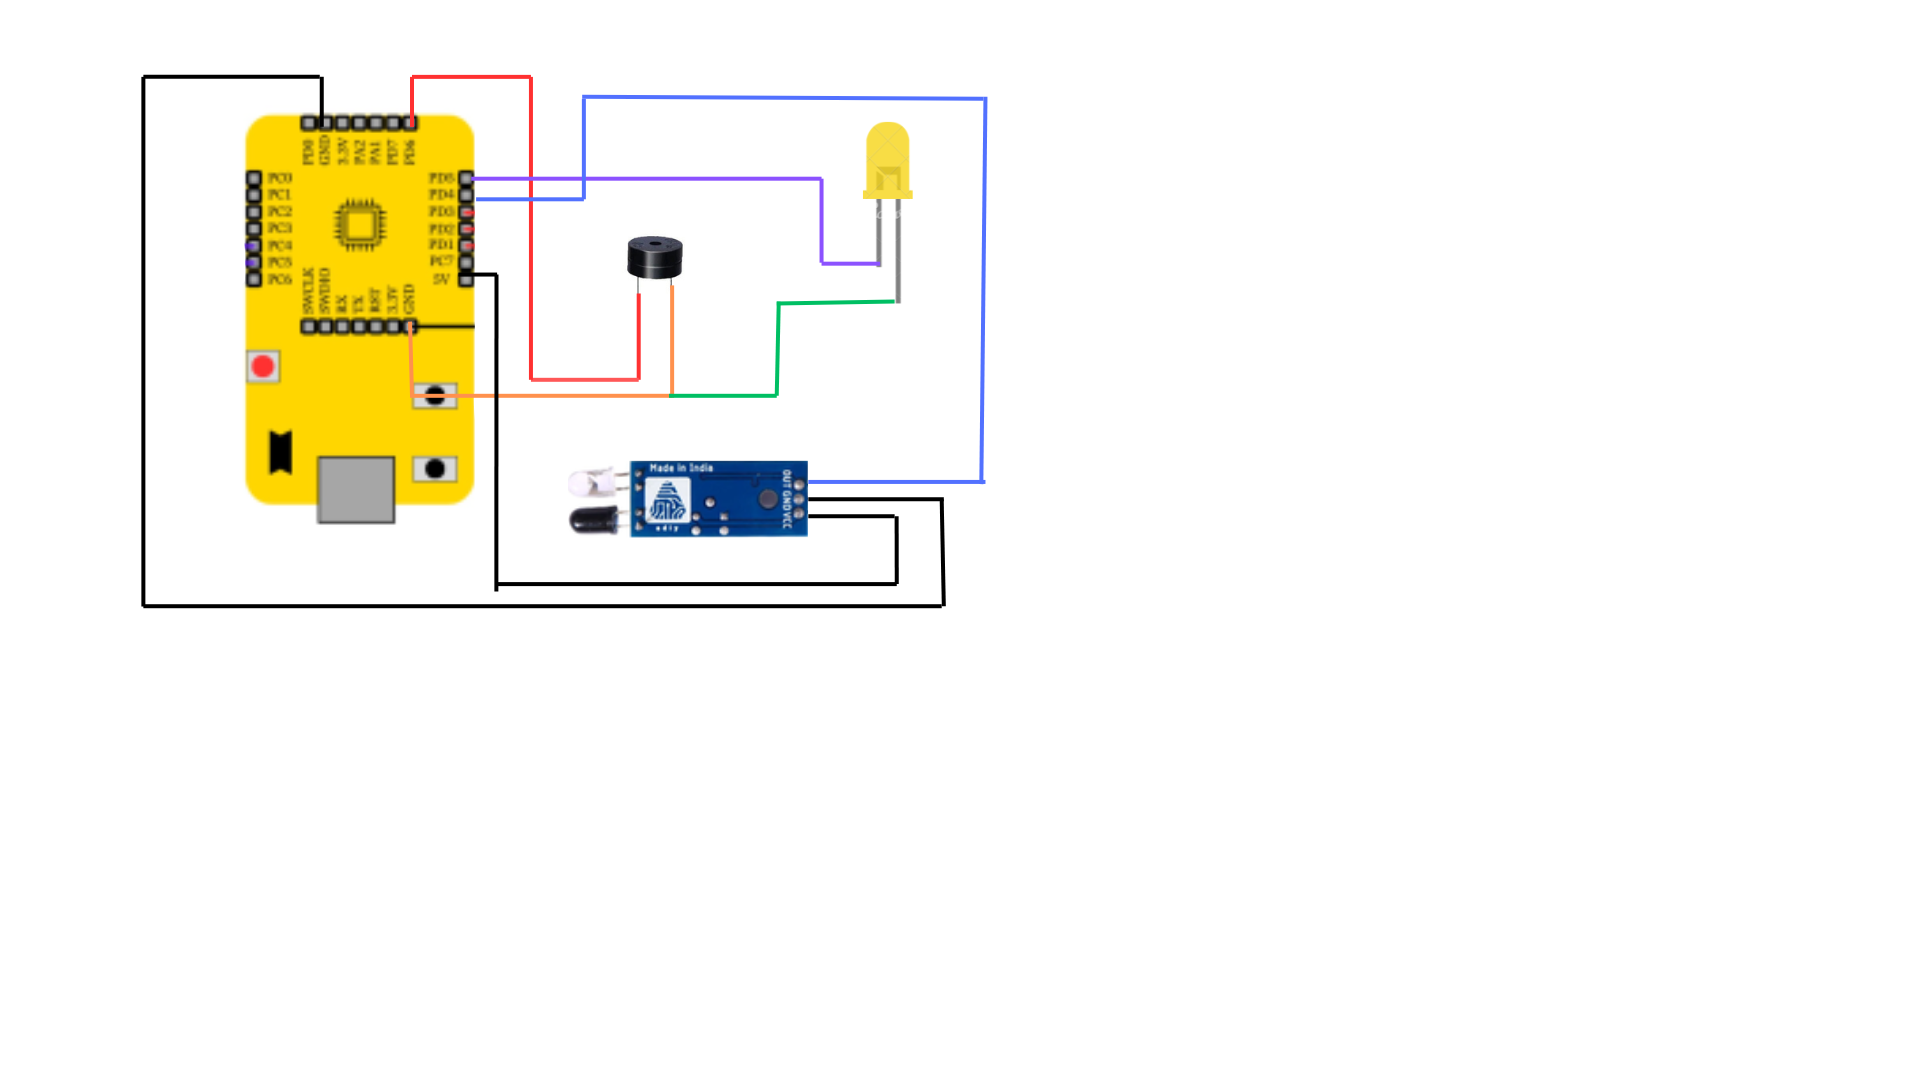 PD0 GND 3.3V PA2 PA1 PD7 PD6
PC0
PC1
PC2
PC3
PC4
PC5
PC6
PD5
PD4
PD3
PD2
PD1
PC7
5V
SWCLK SWDIO RX TX RST 3.3V GND
Made in India
OUT GND VCC